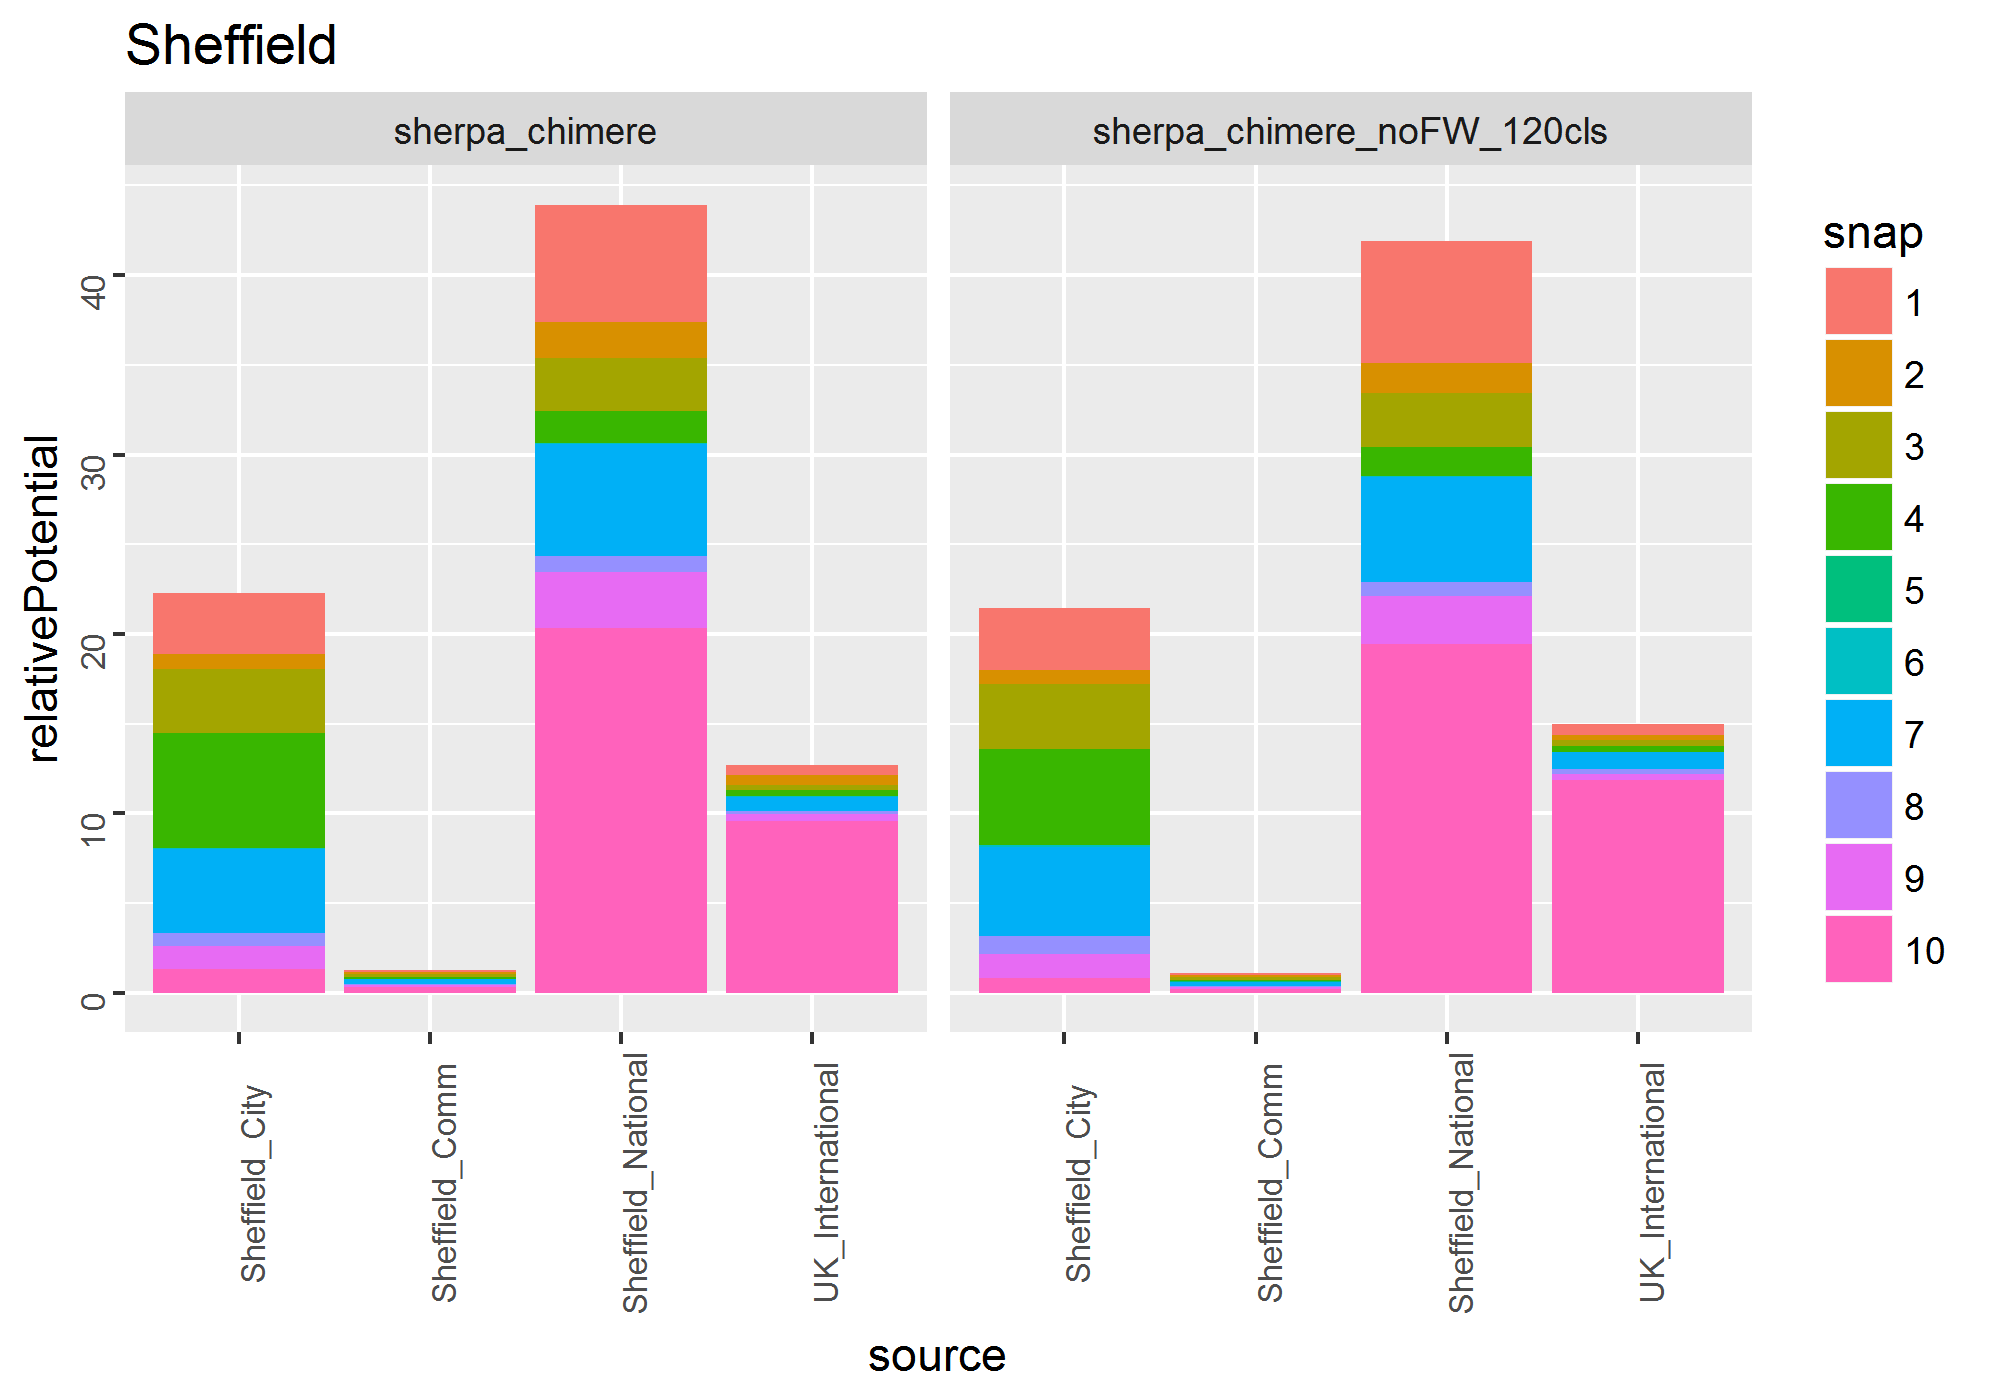 Sheffield
sherpa_chimere
sherpa_chimere_noFW_120cls
relativePotential
40
30
20
10
0
Sheffield_City
Sheffield_Comm
Sheffield_National
UK_International
Sheffield_City
Sheffield_Comm
Sheffield_National
UK_International
source
snap
1
2
3
4
5
6
7
8
9
10